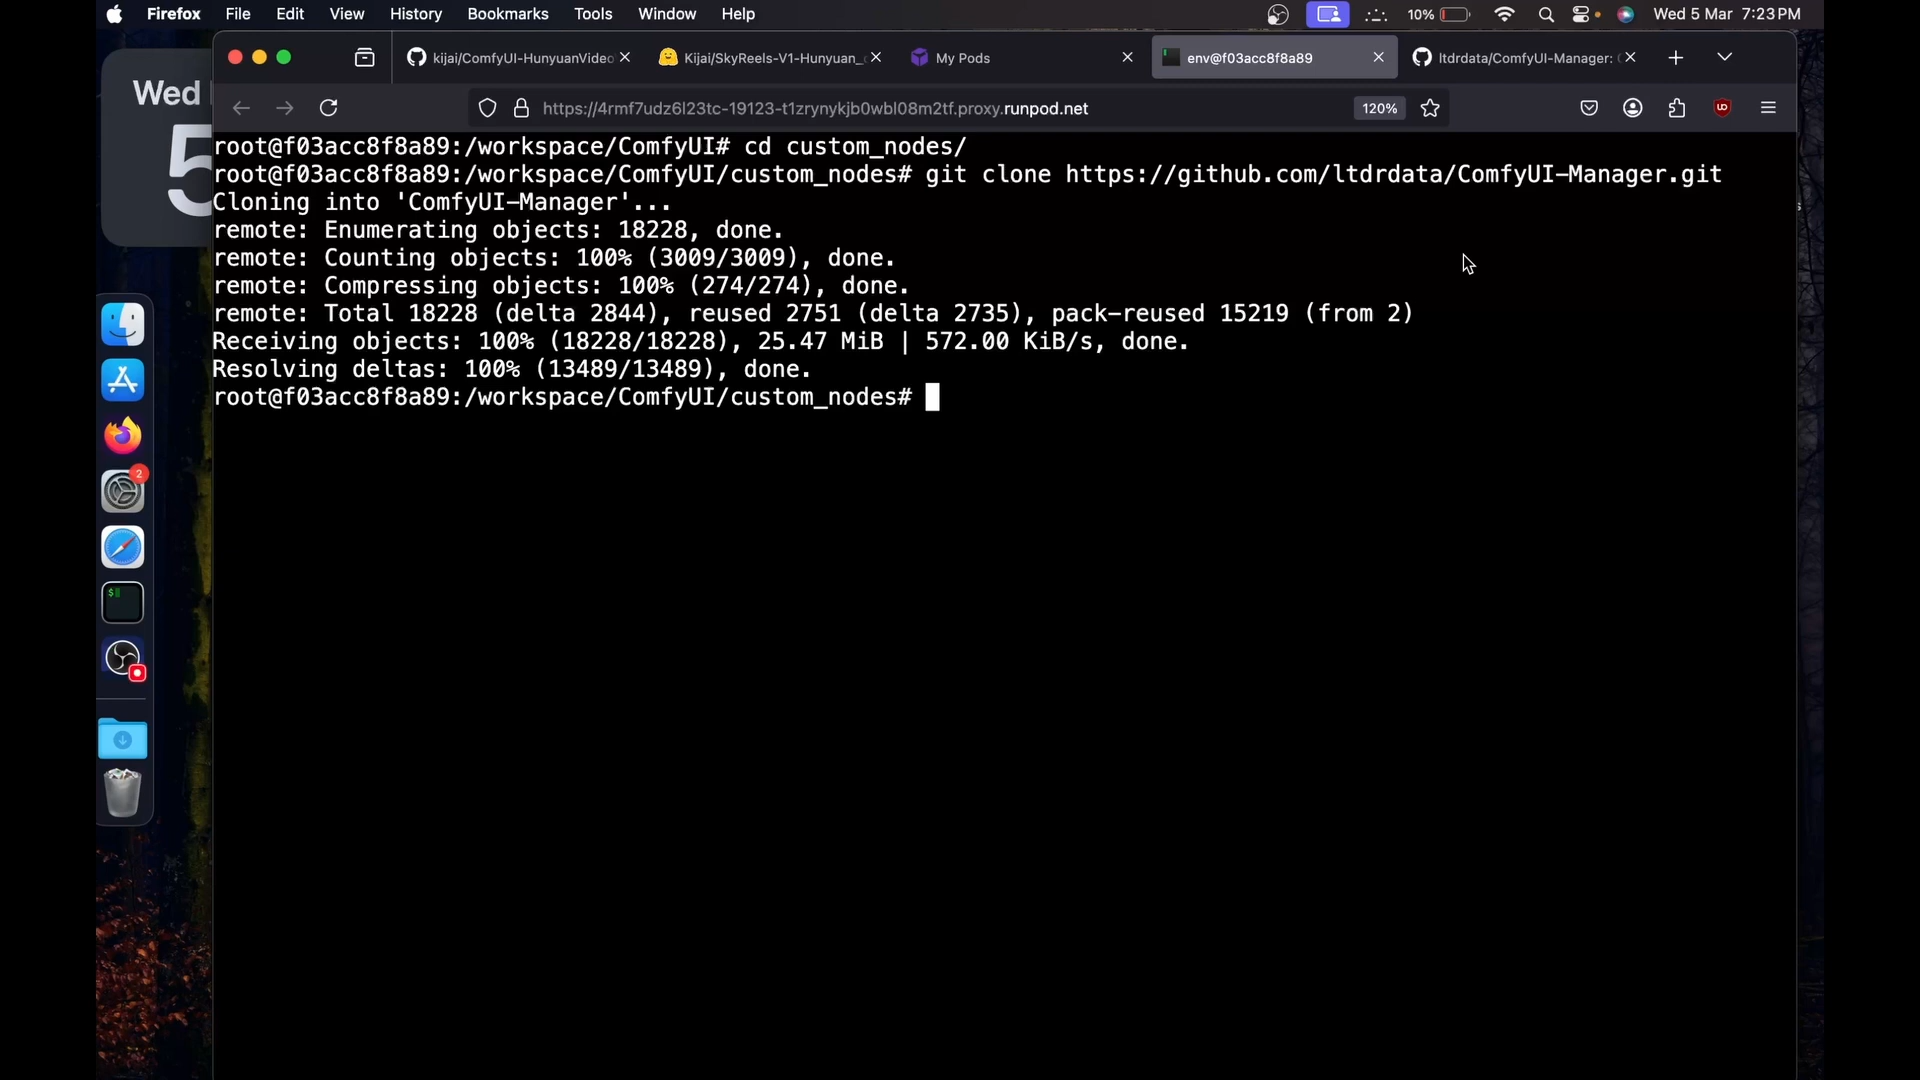 Firefox File Edit View History Bookmarks Tools Window Help 10% Wed 5 Mar 7:23 PM
Wed
5
kijai/ComfyUI-HunyuanVideo Kijai/SkyReels-V1-Hunyuan_ My Pods env@f03acc8f8a89 ltdrdata/ComfyUI-Manager:
https://4rmf7udz6l23tc-19123-t1zrynykjb0wbl08m2tf.proxy.runpod.net 120%
root@f03acc8f8a89:/workspace/ComfyUI# cd custom_nodes/
root@f03acc8f8a89:/workspace/ComfyUI/custom_nodes# git clone https://github.com/ltdrdata/ComfyUI-Manager.git
Cloning into 'ComfyUI-Manager'...
remote: Enumerating objects: 18228, done.
remote: Counting objects: 100% (3009/3009), done.
remote: Compressing objects: 100% (274/274), done.
remote: Total 18228 (delta 2844), reused 2751 (delta 2735), pack-reused 15219 (from 2)
Receiving objects: 100% (18228/18228), 25.47 MiB | 572.00 KiB/s, done.
Resolving deltas: 100% (13489/13489), done.
root@f03acc8f8a89:/workspace/ComfyUI/custom_nodes#
2
$